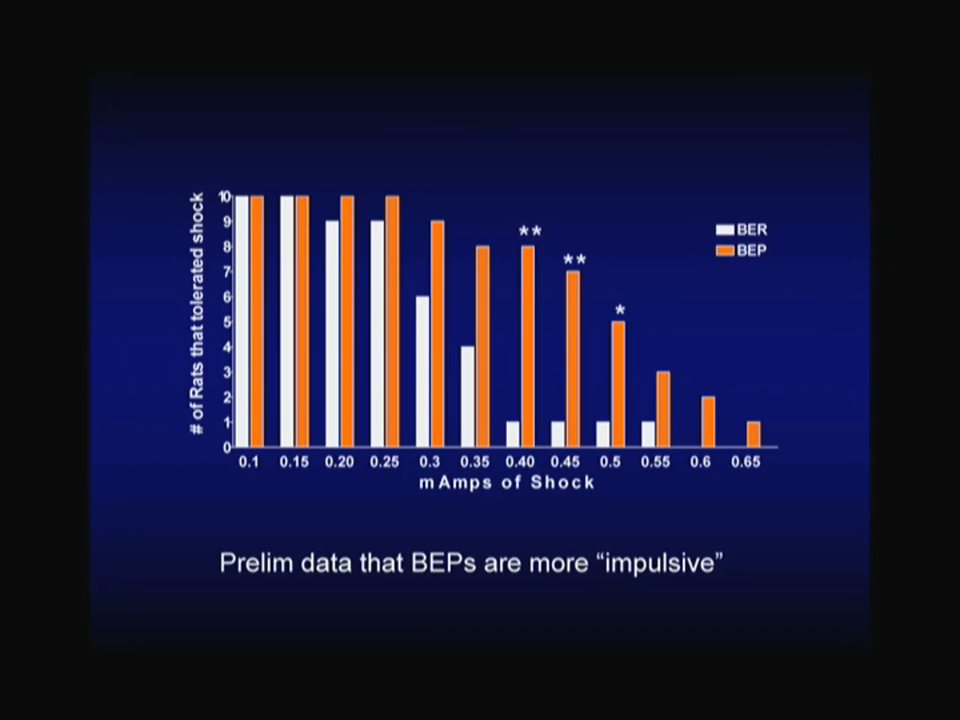 # of Rats that tolerated shock
10
9
8
7
6
5
4
3
2
1
0
**
**
*
BER
BEP
0.1 0.15 0.20 0.25 0.3 0.35 0.40 0.45 0.5 0.55 0.6 0.65
mAmps of Shock
Prelim data that BEPs are more “impulsive”